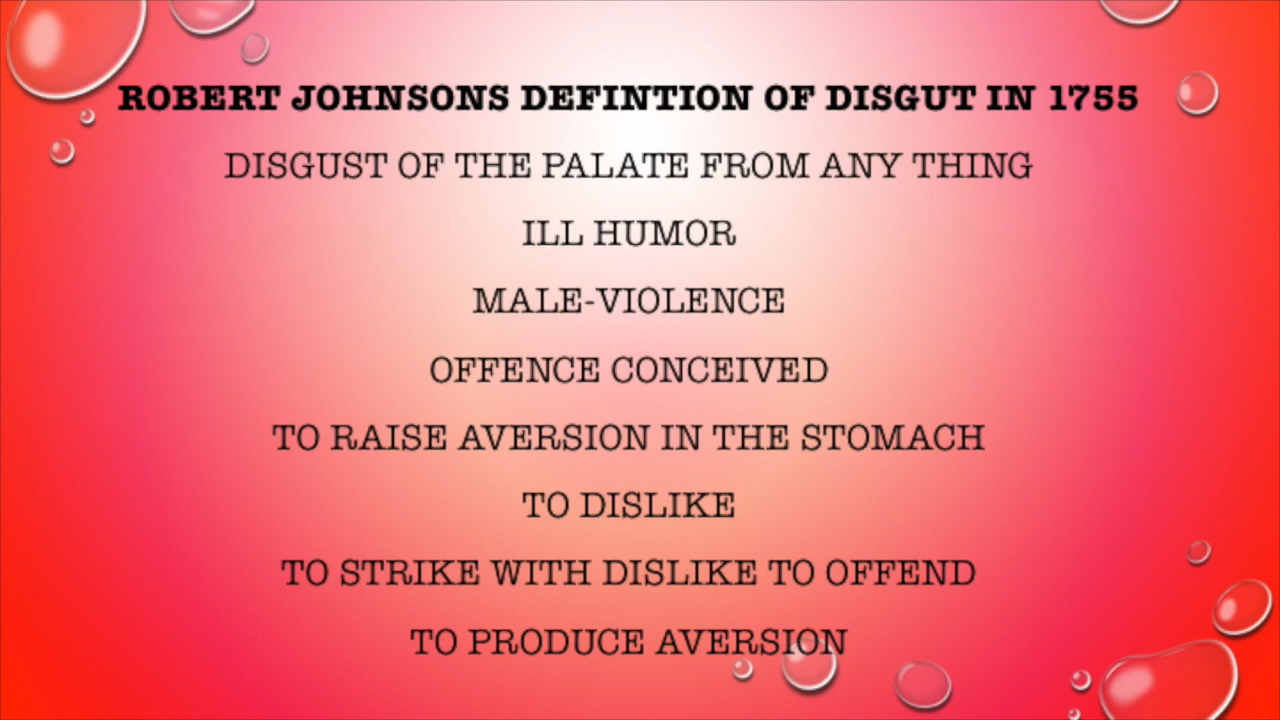 ROBERT JOHNSONS DEFINTION OF DISGUT IN 1755
DISGUST OF THE PALATE FROM ANY THING
ILL HUMOR
MALE-VIOLENCE
OFFENCE CONCEIVED
TO RAISE AVERSION IN THE STOMACH
TO DISLIKE
TO STRIKE WITH DISLIKE TO OFFEND
TO PRODUCE AVERSION